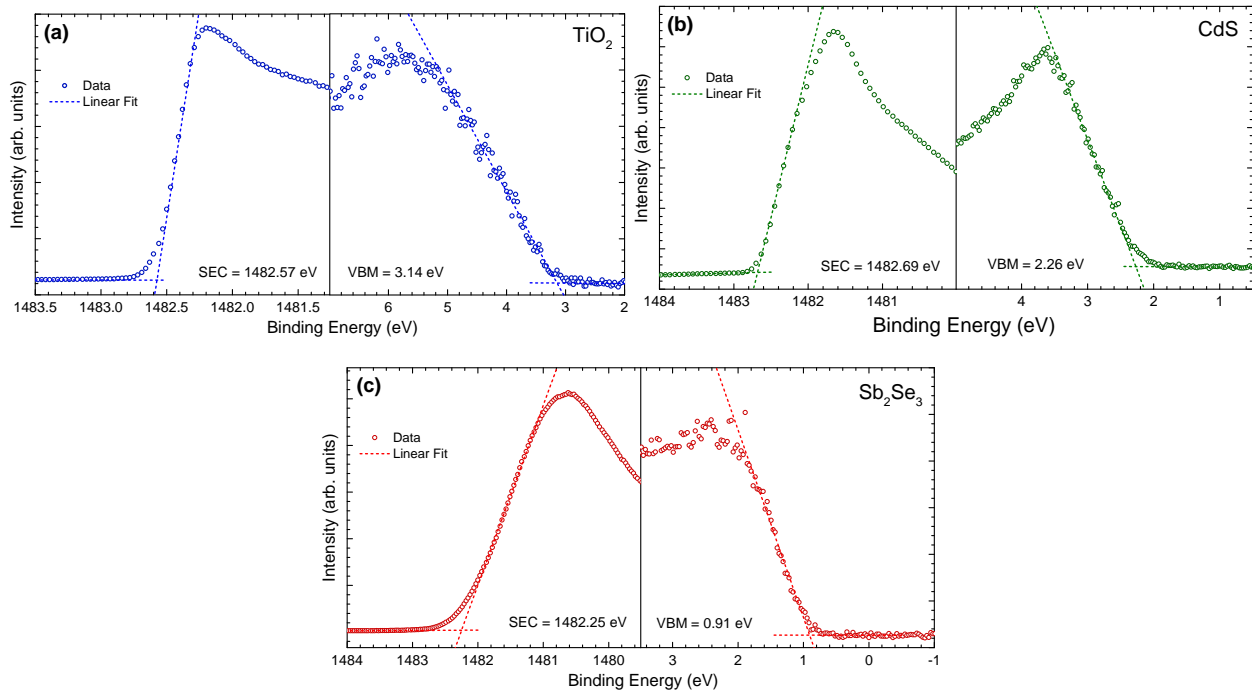 (a)
TiO₂
Data
Linear Fit
Intensity (arb. units)
SEC = 1482.57 eV
VBM = 3.14 eV
1483.5 1483.0 1482.5 1482.0 1481.5 6 5 4 3 2
Binding Energy (eV)
(b)
CdS
Data
Linear Fit
Intensity (arb. units)
SEC = 1482.69 eV
VBM = 2.26 eV
1484 1483 1482 1481 4 3 2 1
Binding Energy (eV)
(c)
Sb₂Se₃
Data
Linear Fit
Intensity (arb. units)
SEC = 1482.25 eV
VBM = 0.91 eV
1484 1483 1482 1481 1480 3 2 1 0 -1
Binding Energy (eV)